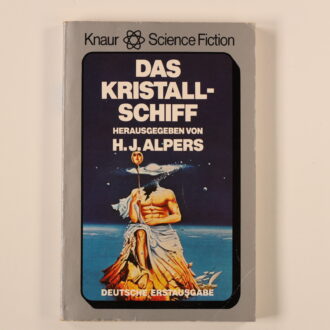 Knaur Science Fiction
DAS
KRISTALL-
SCHIFF
HERAUSGEGEBEN VON
H.J. ALPERS
DEUTSCHE ERSTAUSGABE